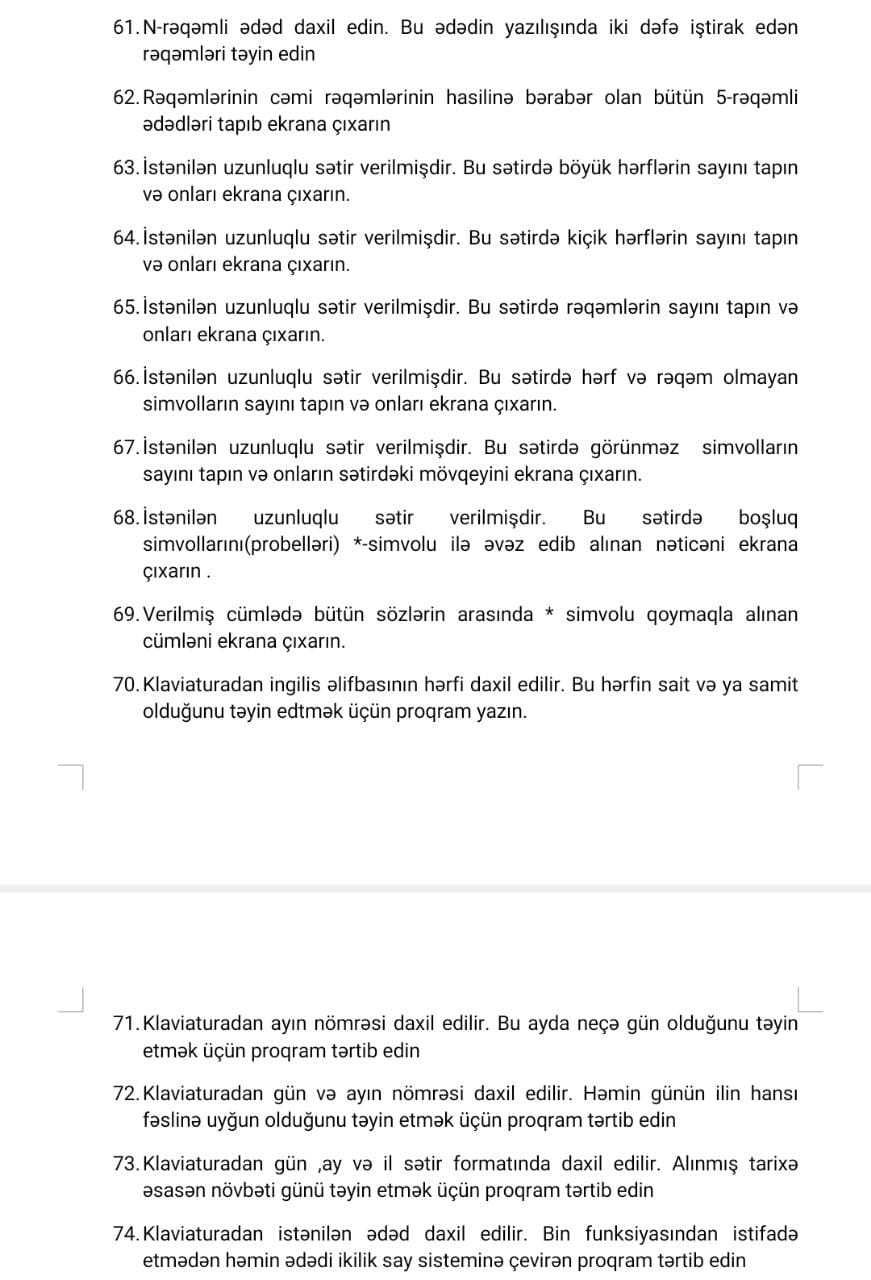 61. N-rəqəmli ədəd daxil edin. Bu ədədin yazılışında iki dəfə iştirak edən
rəqəmləri təyin edin
62. Rəqəmlərinin cəmi rəqəmlərinin hasilinə bərabər olan bütün 5-rəqəmli
ədədləri tapıb ekrana çıxarın
63. İstənilən uzunluqlu sətir verilmişdir. Bu sətirdə böyük hərflərin sayını tapın
və onları ekrana çıxarın.
64. İstənilən uzunluqlu sətir verilmişdir. Bu sətirdə kiçik hərflərin sayını tapın
və onları ekrana çıxarın.
65. İstənilən uzunluqlu sətir verilmişdir. Bu sətirdə rəqəmlərin sayını tapın və
onları ekrana çıxarın.
66. İstənilən uzunluqlu sətir verilmişdir. Bu sətirdə hərf və rəqəm olmayan
simvolların sayını tapın və onları ekrana çıxarın.
67. İstənilən uzunluqlu sətir verilmişdir. Bu sətirdə görünməz simvolların
sayını tapın və onların sətirdəki mövqeyini ekrana çıxarın.
68. İstənilən uzunluqlu sətir verilmişdir. Bu sətirdə boşluq
simvollarını(probelləri) *-simvolu ilə əvəz edib alınan nəticəni ekrana
çıxarın .
69. Verilmiş cümlədə bütün sözlərin arasında * simvolu qoymaqla alınan
cümləni ekrana çıxarın.
70. Klaviaturadan ingilis əlifbasının hərfi daxil edilir. Bu hərfin sait və ya samit
olduğunu təyin edtmək üçün proqram yazın.
71. Klaviaturadan ayın nömrəsi daxil edilir. Bu ayda neçə gün olduğunu təyin
etmək üçün proqram tərtib edin
72. Klaviaturadan gün və ayın nömrəsi daxil edilir. Həmin günün ilin hansı
fəslinə uyğun olduğunu təyin etmək üçün proqram tərtib edin
73. Klaviaturadan gün ,ay və il sətir formatında daxil edilir. Alınmış tarixə
əsasən növbəti günü təyin etmək üçün proqram tərtib edin
74. Klaviaturadan istənilən ədəd daxil edilir. Bin funksiyasından istifadə
etmədən həmin ədədi ikilik say sisteminə çevirən proqram tərtib edin